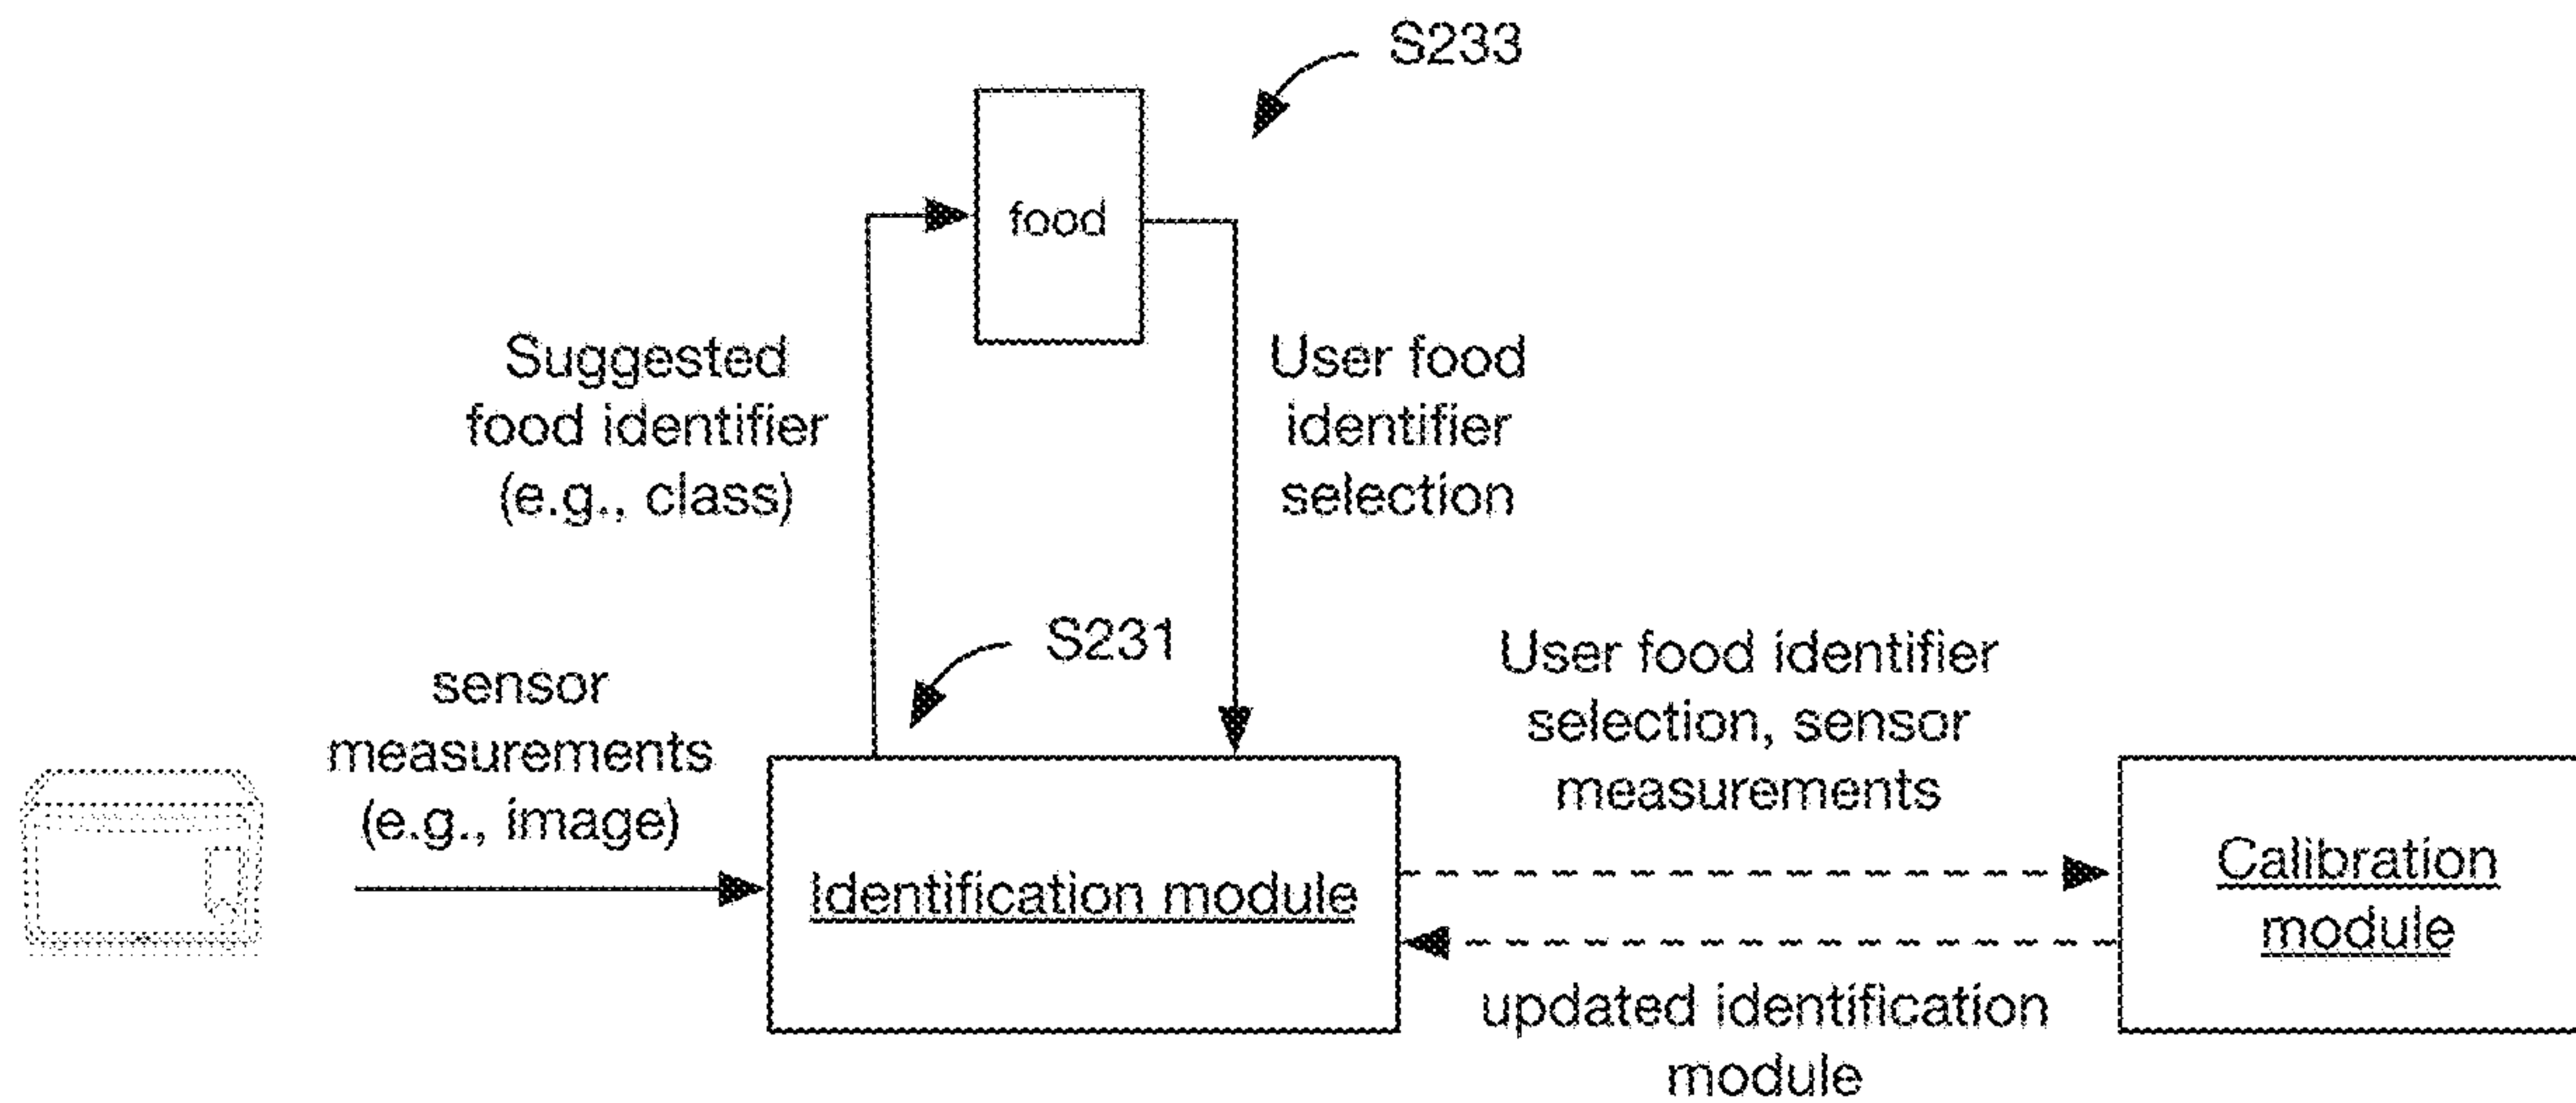 S233
food
Suggested
food identifier
(e.g., class)
User food
identifier
selection
S231
sensor
measurements
(e.g., image)
Identification module
User food identifier
selection, sensor
measurements
updated identification
module
Calibration
module